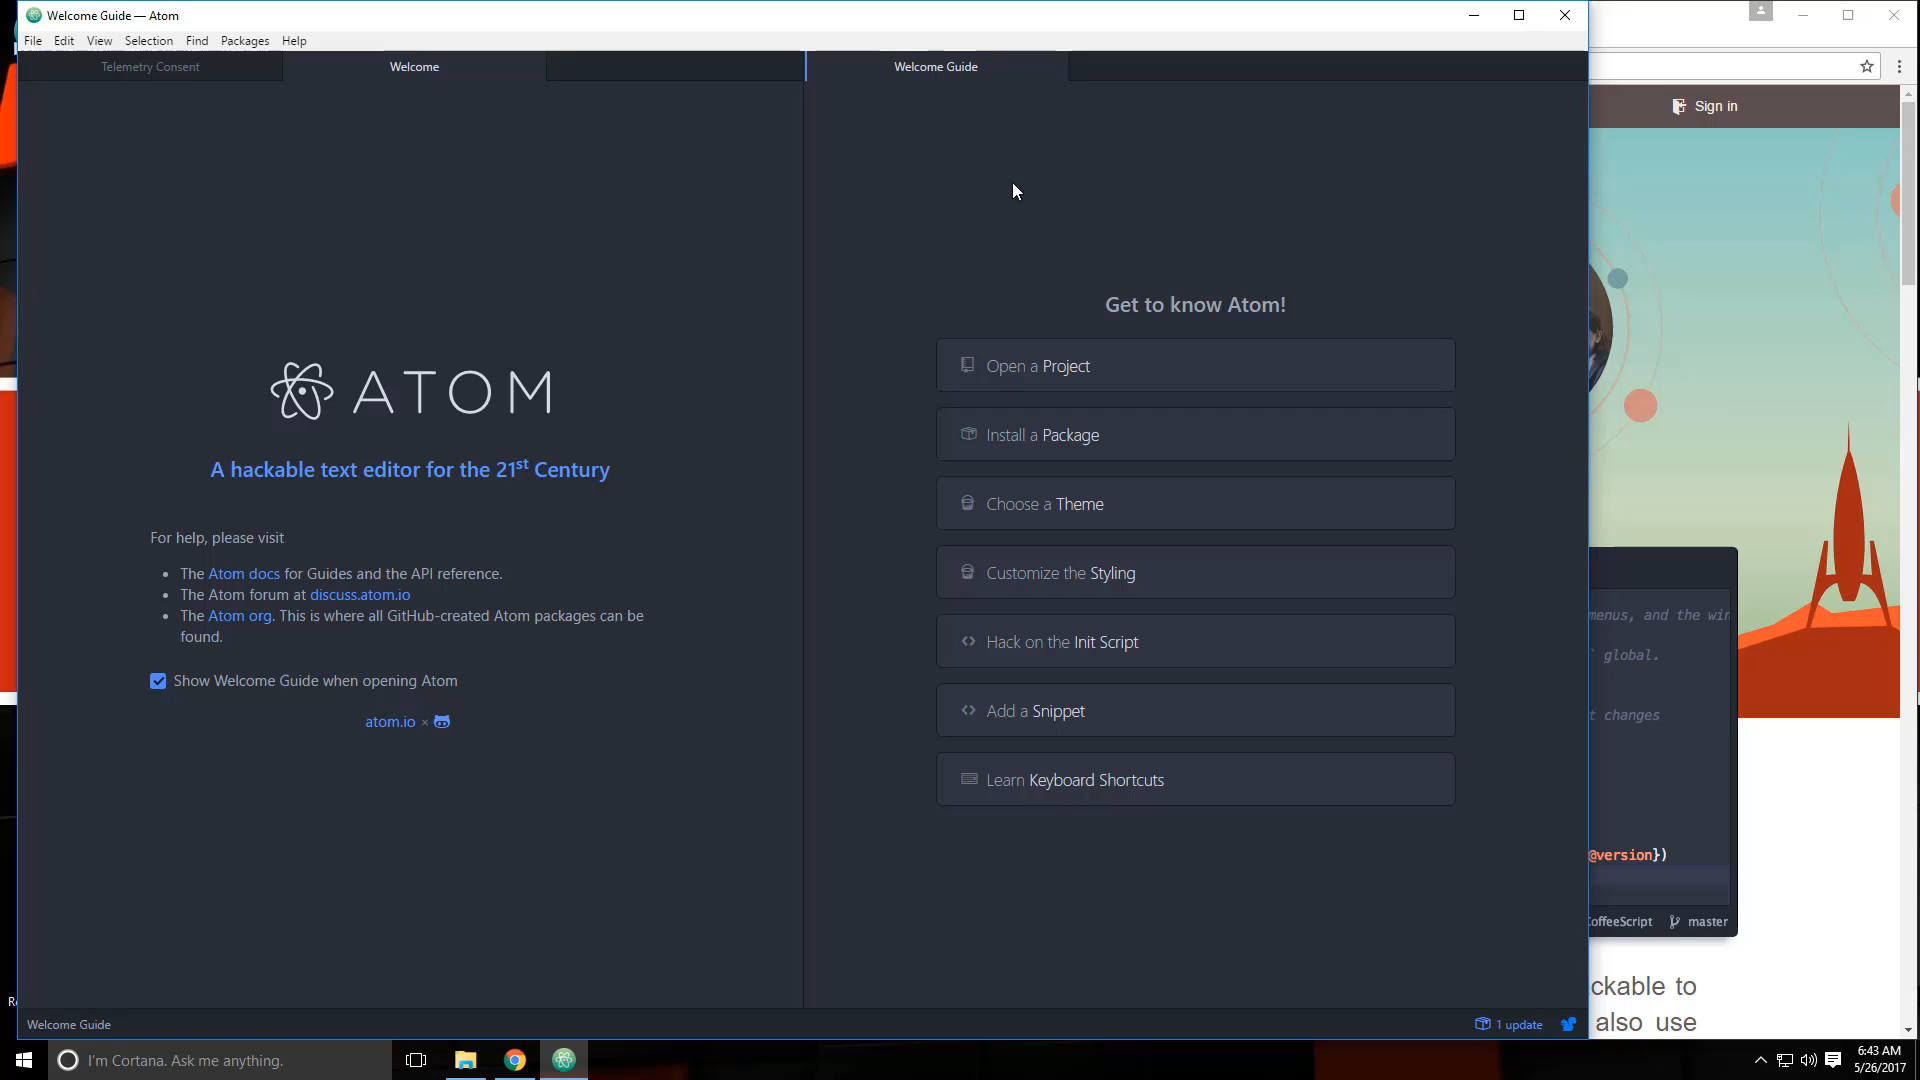 Welcome Guide — Atom
File Edit View Selection Find Packages Help
Telemetry Consent
Welcome
Welcome Guide
Sign in
Get to know Atom!
Open a Project
Install a Package
Choose a Theme
Customize the Styling
Hack on the Init Script
Add a Snippet
Learn Keyboard Shortcuts
ATOM
A hackable text editor for the 21st Century
For help, please visit
The Atom docs for Guides and the API reference.
The Atom forum at discuss.atom.io
The Atom org. This is where all GitHub-created Atom packages can be
found.
Show Welcome Guide when opening Atom
atom.io ×
menus, and the win
global.
t changes
@version})
CoffeeScript master
ckable to
also use
Welcome Guide
1 update
I'm Cortana. Ask me anything.
6:43 AM
5/26/2017